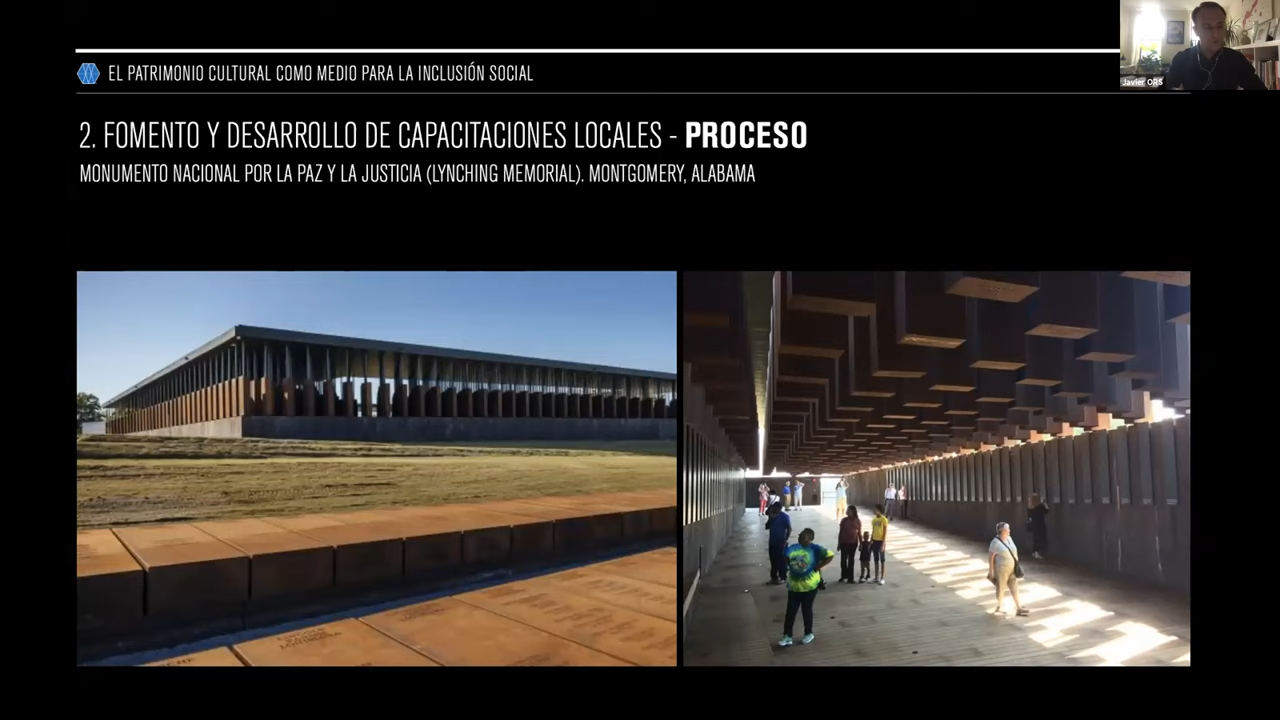 EL PATRIMONIO CULTURAL COMO MEDIO PARA LA INCLUSIÓN SOCIAL
Javier ORS
2. FOMENTO Y DESARROLLO DE CAPACITACIONES LOCALES - PROCESO
MONUMENTO NACIONAL POR LA PAZ Y LA JUSTICIA (LYNCHING MEMORIAL). MONTGOMERY, ALABAMA